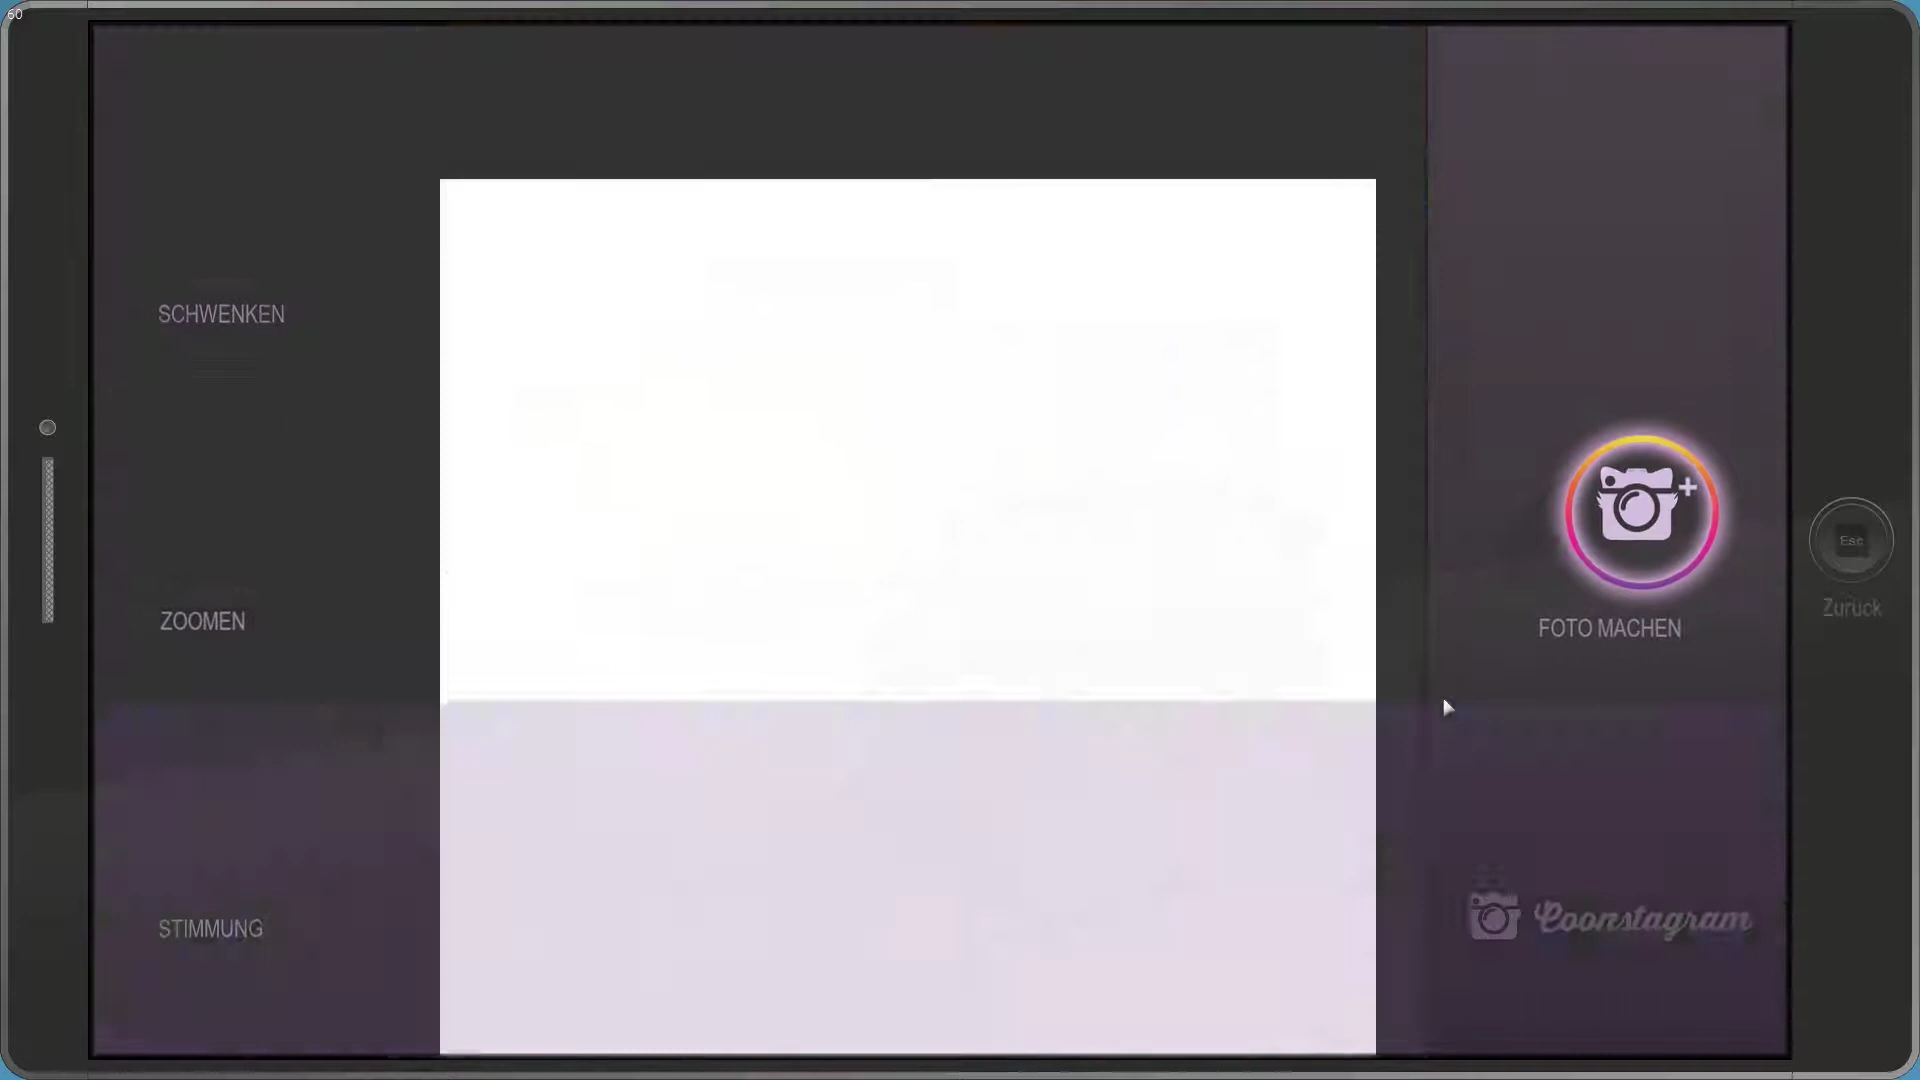 60
SCHWENKEN
ZOOMEN
FOTO MACHEN
Esc
Zurück
STIMMUNG
Coonstagram